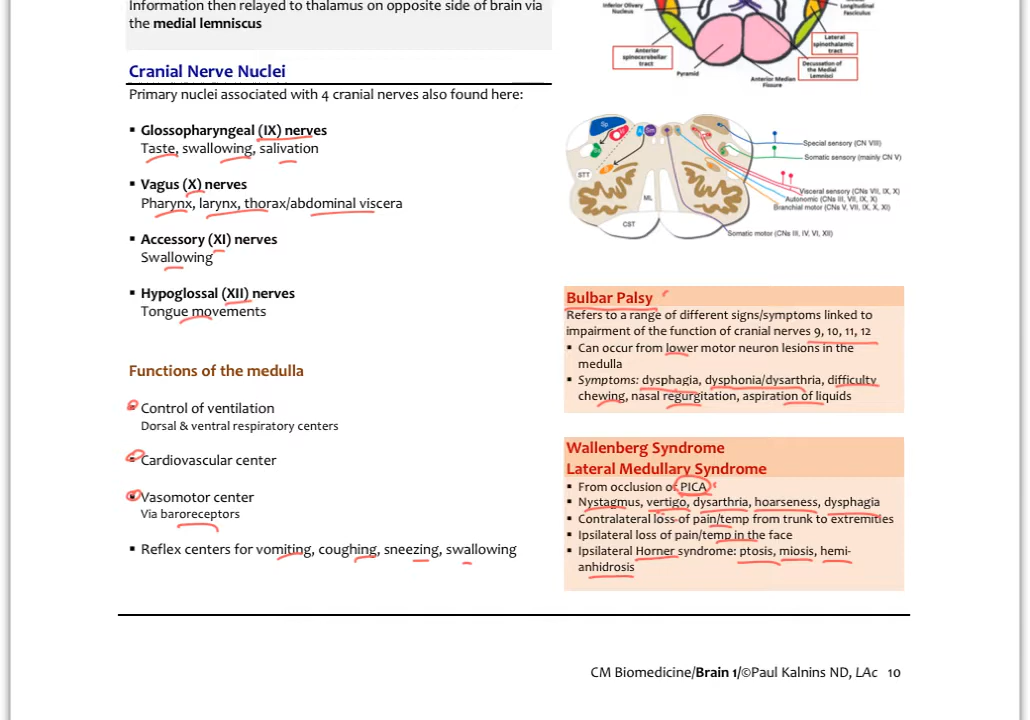 Information then relayed to thalamus on opposite side of brain via
the medial lemniscus
Cranial Nerve Nuclei
Primary nuclei associated with 4 cranial nerves also found here:
▪ Glossopharyngeal (IX) nerves
Taste, swallowing, salivation
▪ Vagus (X) nerves
Pharynx, larynx, thorax/abdominal viscera
▪ Accessory (XI) nerves
Swallowing
▪ Hypoglossal (XII) nerves
Tongue movements
Functions of the medulla
▪ Control of ventilation
Dorsal & ventral respiratory centers
▪ Cardiovascular center
▪ Vasomotor center
Via baroreceptors
▪ Reflex centers for vomiting, coughing, sneezing, swallowing
Inferior Olivary
Nucleus
Longitudinal
Fasciculus
Anterior
spinocerebellar
tract
Lateral
spinothalamic
tract
Decussation of
the Medial
Lemnisci
Pyramid
Anterior Median
Fissure
Sp
Sm
STT
ML
CST
Special sensory (CN VIII)
Somatic sensory (mainly CN V)
Visceral sensory (CNs VII, IX, X)
Autonomic (CNs III, VII, IX, X)
Branchial motor (CNs V, VII, IX, X, XI)
Somatic motor (CNs III, IV, VI, XII)
Bulbar Palsy
Refers to a range of different signs/symptoms linked to
impairment of the function of cranial nerves 9, 10, 11, 12
▪ Can occur from lower motor neuron lesions in the
medulla
▪ Symptoms: dysphagia, dysphonia/dysarthria, difficulty
chewing, nasal regurgitation, aspiration of liquids
Wallenberg Syndrome
Lateral Medullary Syndrome
▪ From occlusion of PICA
▪ Nystagmus, vertigo, dysarthria, hoarseness, dysphagia
▪ Contralateral loss of pain/temp from trunk to extremities
▪ Ipsilateral loss of pain/temp in the face
▪ Ipsilateral Horner syndrome: ptosis, miosis, hemi-
anhidrosis
CM Biomedicine/Brain 1/©Paul Kalnins ND, LAc 10